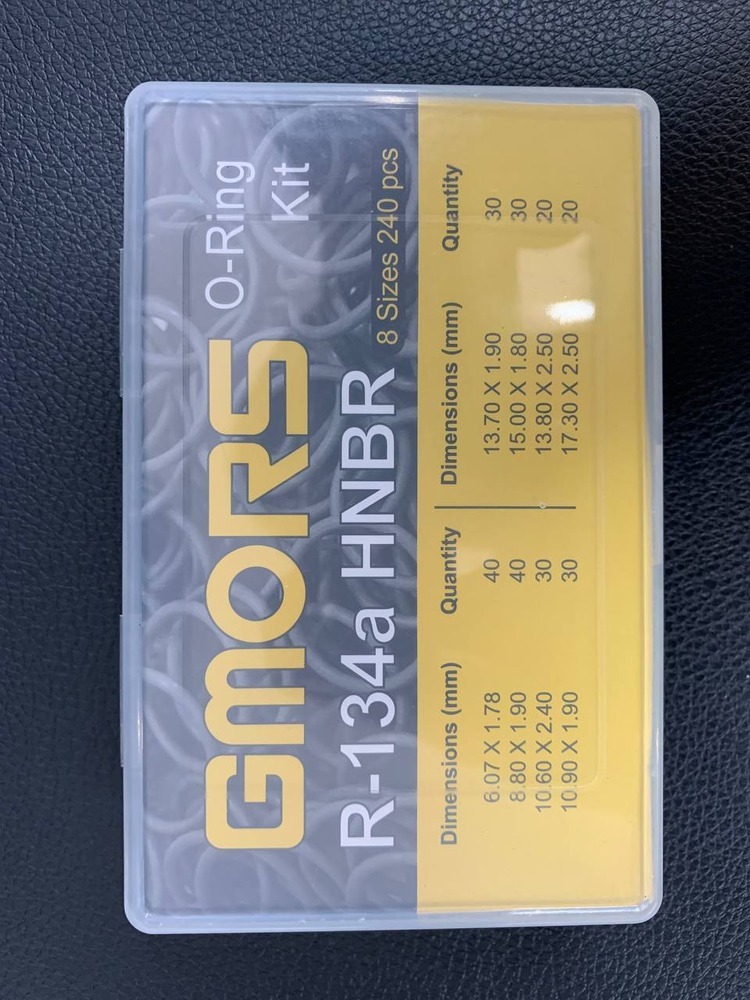 GMORS O-Ring
Kit
R-134a HNBR 8 Sizes 240 pcs
Dimensions (mm) Quantity | Dimensions (mm) Quantity
6.07 X 1.78 40 13.70 X 1.90 30
8.80 X 1.90 40 15.00 X 1.80 30
10.60 X 2.40 30 13.80 X 2.50 20
10.90 X 1.90 30 17.30 X 2.50 20